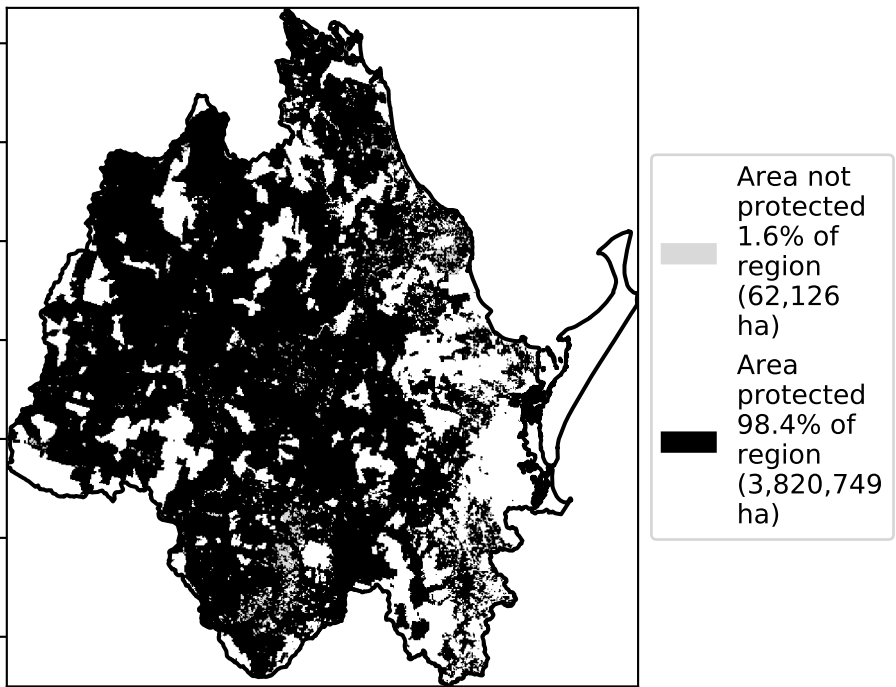 Area not
protected
1.6% of
region
(62,126
ha)
Area
protected
98.4% of
region
(3,820,749
ha)